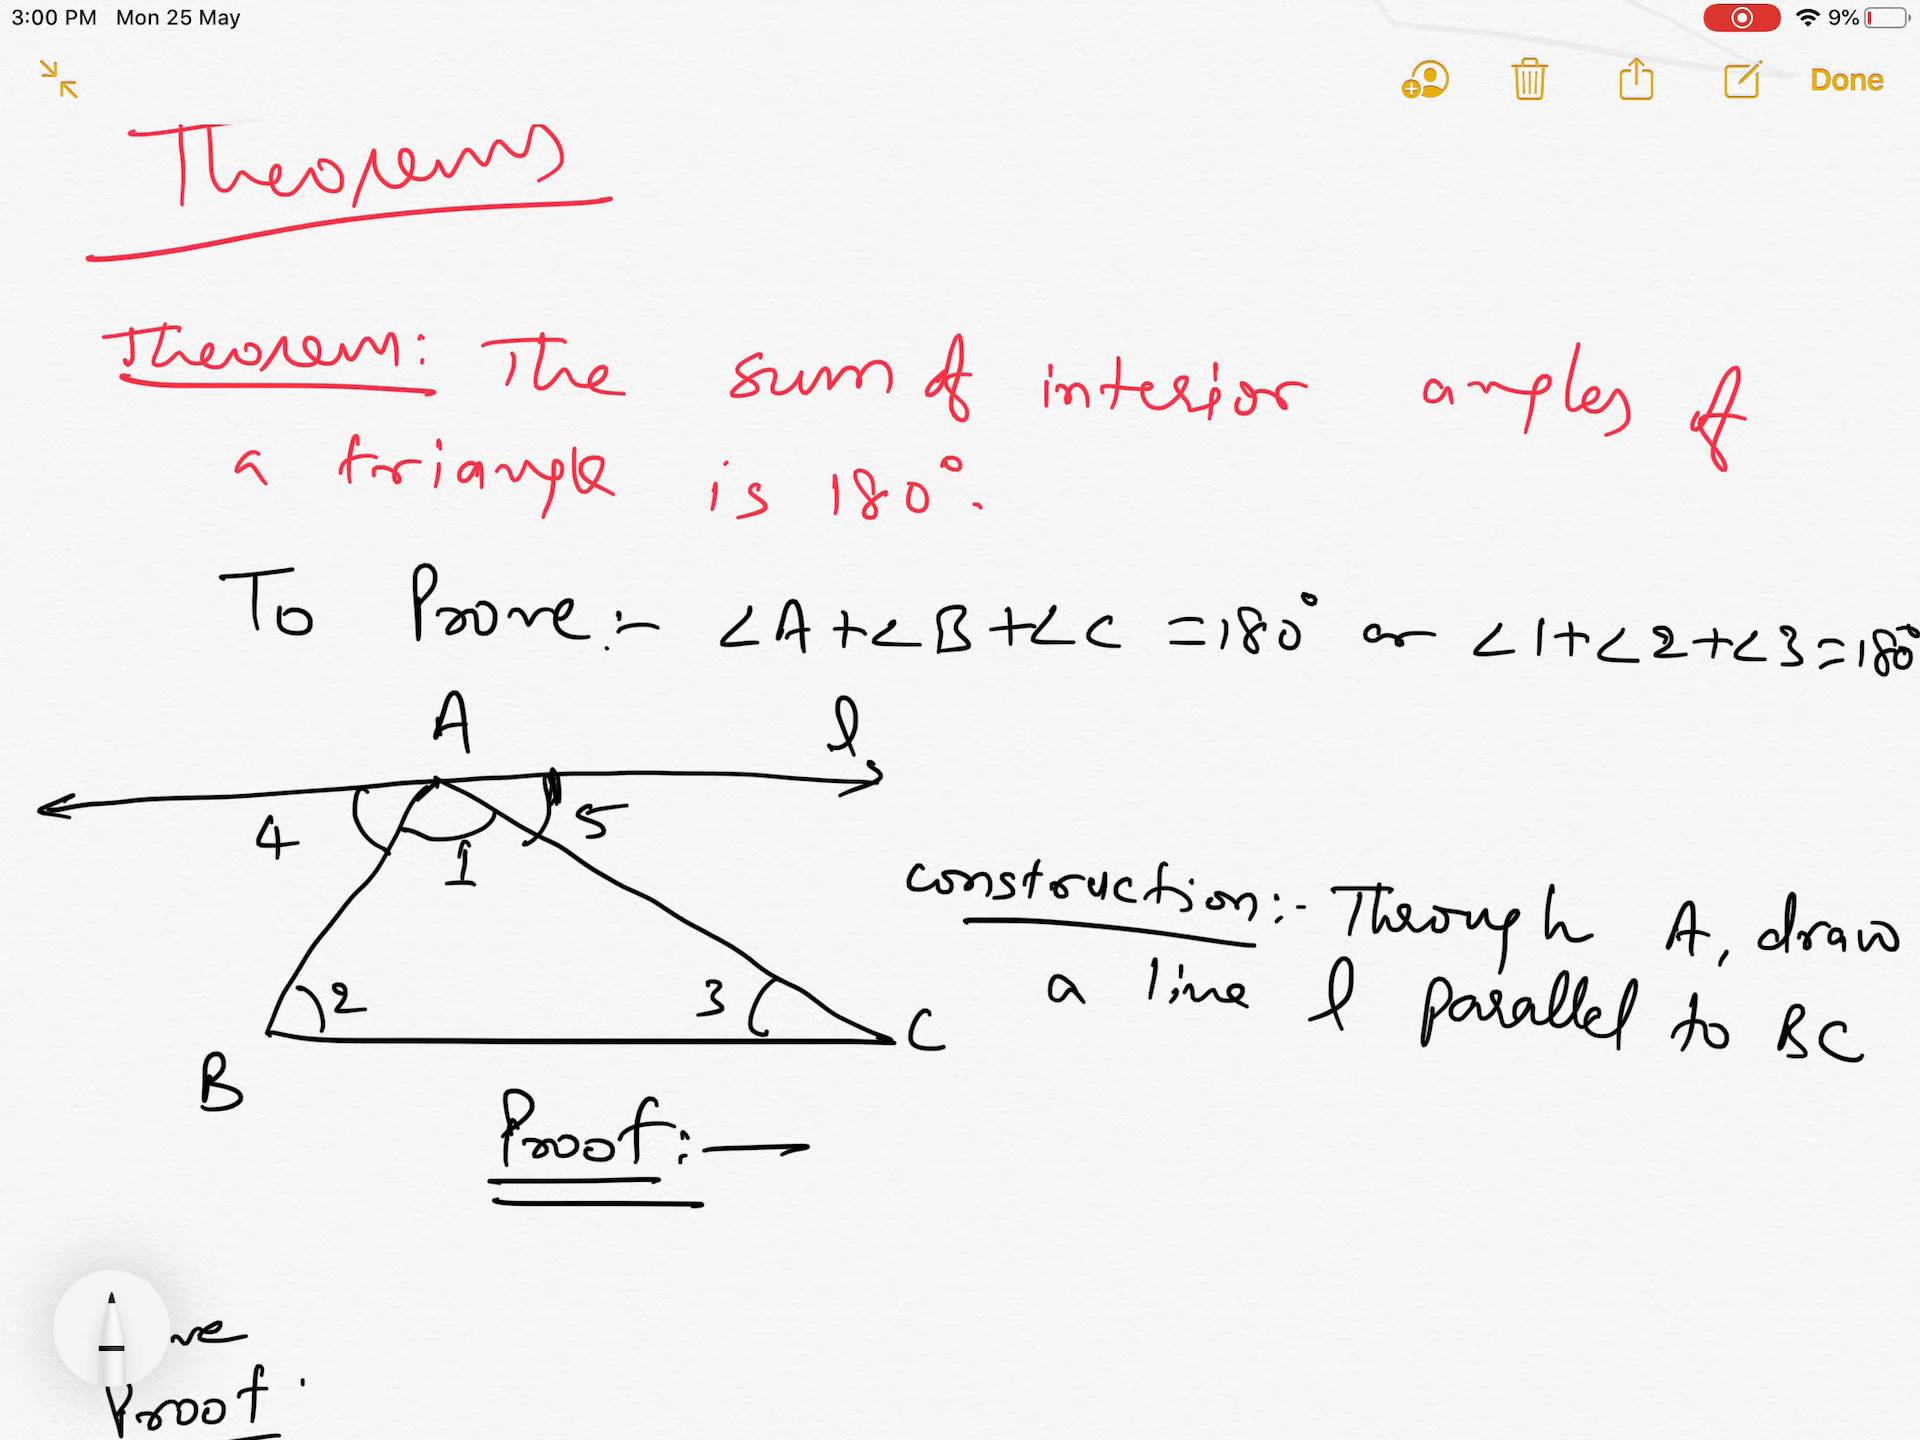 3:00 PM Mon 25 May
9%
Done
Theorems
Theorem: The sum of interior angles of
a triangle is 180°.
To Prove:- ∠A+∠B+∠C =180° or ∠1+∠2+∠3=180°
A l
4 1 5
construction:- Through A, draw
a line l parallel to BC
2 3
B C
Proof:-
ve
Proof.